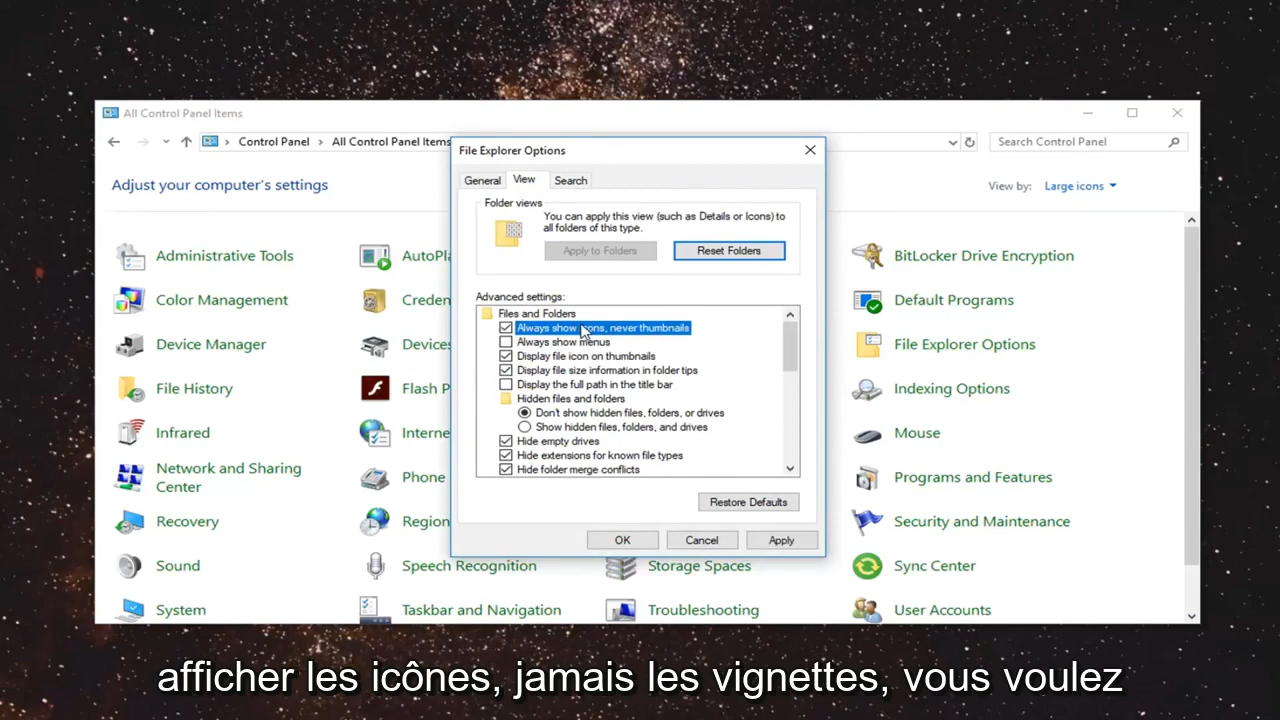 All Control Panel Items
Control Panel
All Control Panel Items
Search Control Panel
Adjust your computer's settings
View by: Large icons
Administrative Tools
AutoPla
BitLocker Drive Encryption
Color Management
Creden
Default Programs
Device Manager
Devices
File Explorer Options
File History
Flash P
Indexing Options
Infrared
Interne
Mouse
Network and Sharing
Center
Phone
Programs and Features
Recovery
Region
Security and Maintenance
Sound
Speech Recognition
Storage Spaces
Sync Center
System
Taskbar and Navigation
Troubleshooting
User Accounts
File Explorer Options
General View Search
Folder views
You can apply this view (such as Details or Icons) to
all folders of this type.
Apply to Folders Reset Folders
Advanced settings:
Files and Folders
Always show icons, never thumbnails
Always show menus
Display file icon on thumbnails
Display file size information in folder tips
Display the full path in the title bar
Hidden files and folders
Don't show hidden files, folders, or drives
Show hidden files, folders, and drives
Hide empty drives
Hide extensions for known file types
Hide folder merge conflicts
Restore Defaults
OK Cancel Apply
afficher les icônes, jamais les vignettes, vous voulez